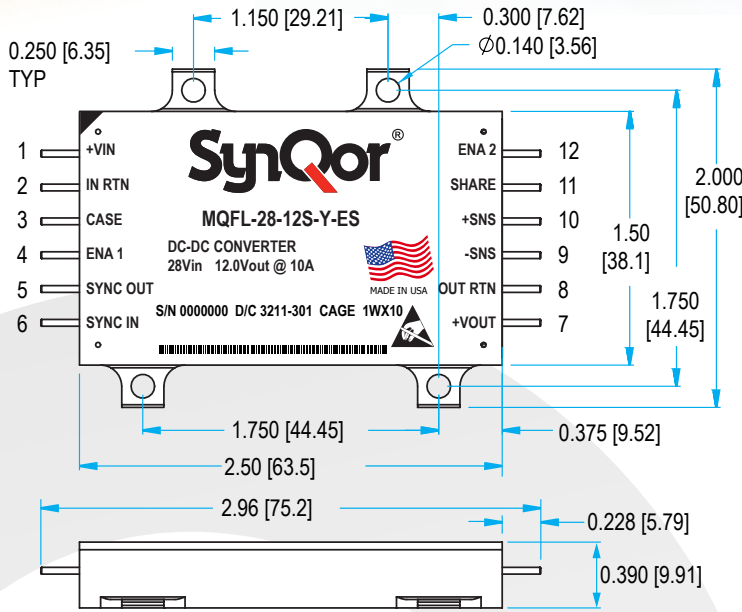 1.150 [29.21]
0.300 [7.62]
0.250 [6.35]
TYP
Ø0.140 [3.56]
SynQor®
1 +VIN
2 IN RTN
3 CASE
4 ENA 1
5 SYNC OUT
6 SYNC IN
ENA 2 12
SHARE 11
+SNS 10
-SNS 9
OUT RTN 8
+VOUT 7
MQFL-28-12S-Y-ES
DC-DC CONVERTER
28Vin 12.0Vout @ 10A
MADE IN USA
S/N 0000000 D/C 3211-301 CAGE 1WX10
2.000
[50.80]
1.50
[38.1]
1.750
[44.45]
1.750 [44.45]
0.375 [9.52]
2.50 [63.5]
2.96 [75.2]
0.228 [5.79]
0.390 [9.91]